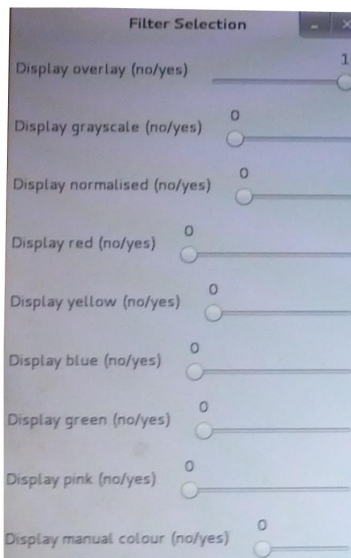 Filter Selection
Display overlay (no/yes) 1
Display grayscale (no/yes) 0
Display normalised (no/yes) 0
Display red (no/yes) 0
Display yellow (no/yes) 0
Display blue (no/yes) 0
Display green (no/yes) 0
Display pink (no/yes) 0
Display manual colour (no/yes) 0